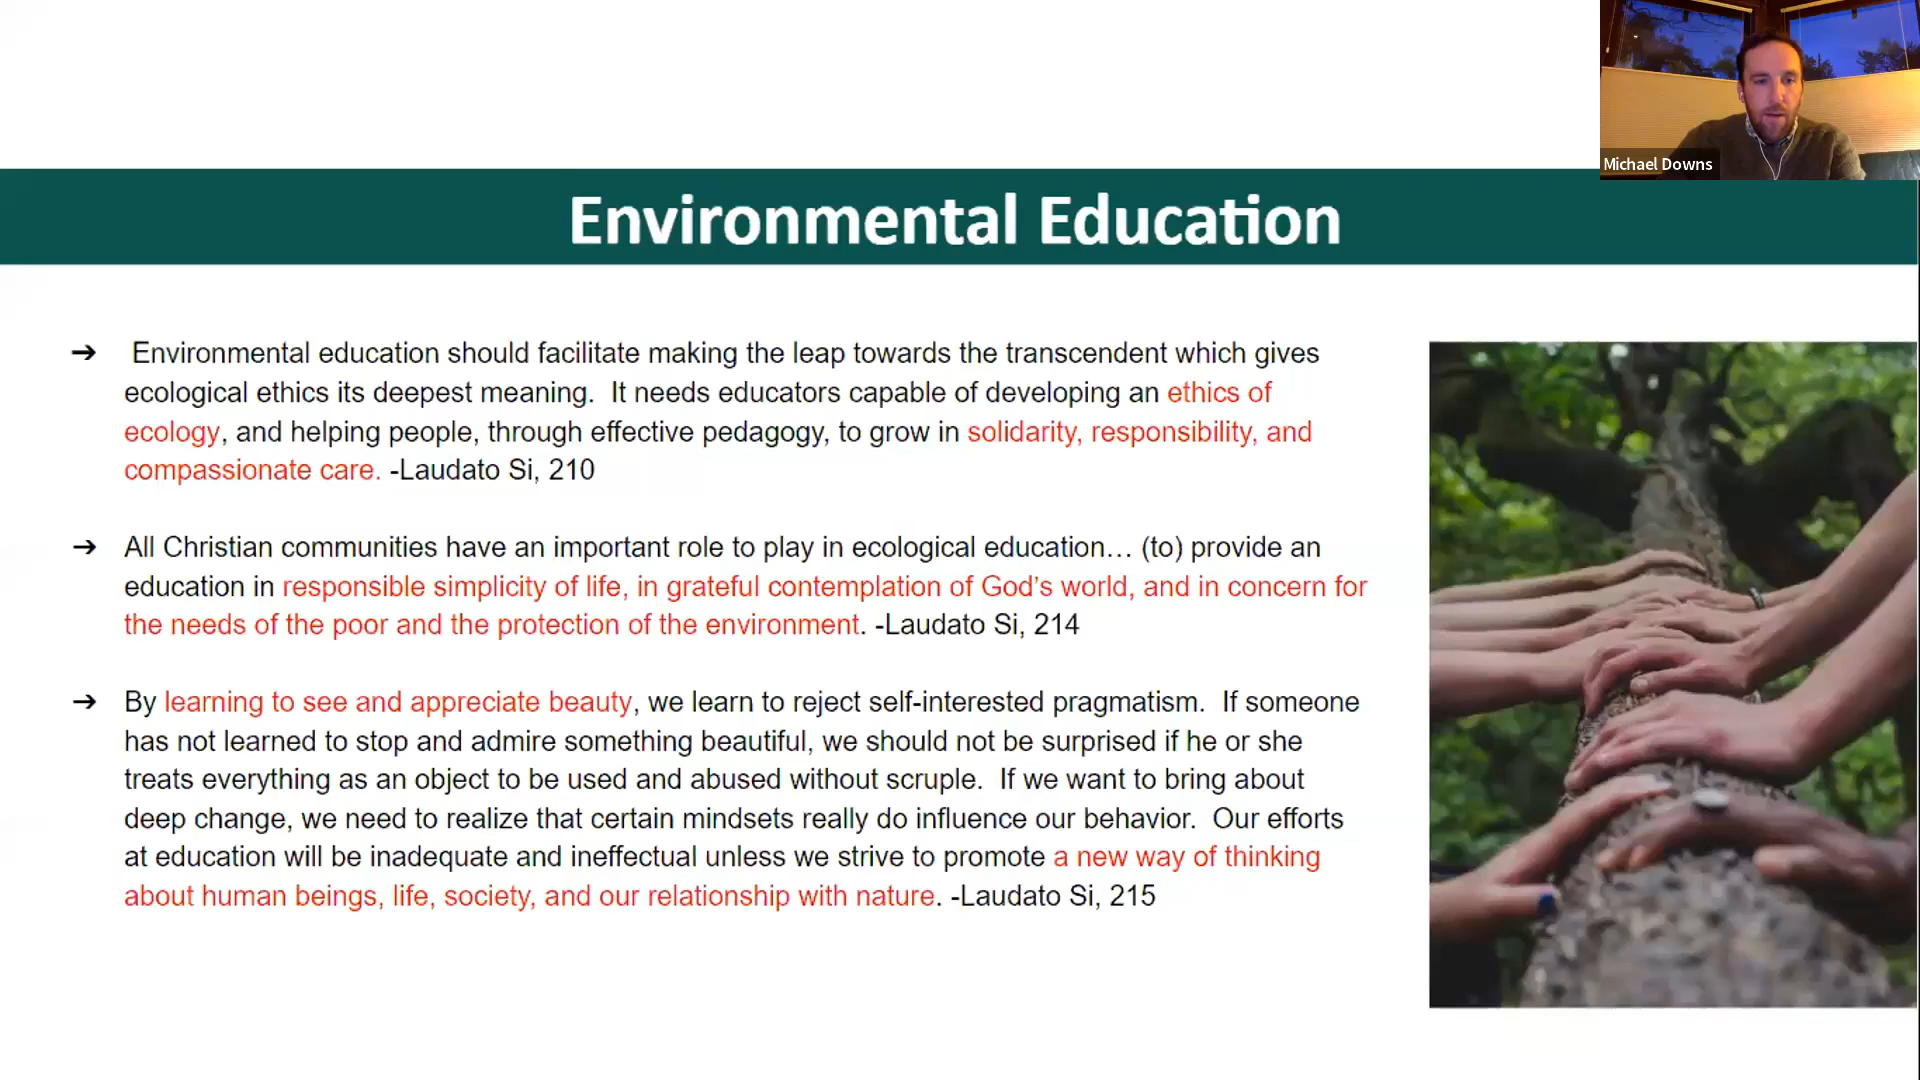 Michael Downs
Environmental Education
➔ Environmental education should facilitate making the leap towards the transcendent which gives
ecological ethics its deepest meaning. It needs educators capable of developing an ethics of
ecology, and helping people, through effective pedagogy, to grow in solidarity, responsibility, and
compassionate care. -Laudato Si, 210
➔ All Christian communities have an important role to play in ecological education… (to) provide an
education in responsible simplicity of life, in grateful contemplation of God’s world, and in concern for
the needs of the poor and the protection of the environment. -Laudato Si, 214
➔ By learning to see and appreciate beauty, we learn to reject self-interested pragmatism. If someone
has not learned to stop and admire something beautiful, we should not be surprised if he or she
treats everything as an object to be used and abused without scruple. If we want to bring about
deep change, we need to realize that certain mindsets really do influence our behavior. Our efforts
at education will be inadequate and ineffectual unless we strive to promote a new way of thinking
about human beings, life, society, and our relationship with nature. -Laudato Si, 215